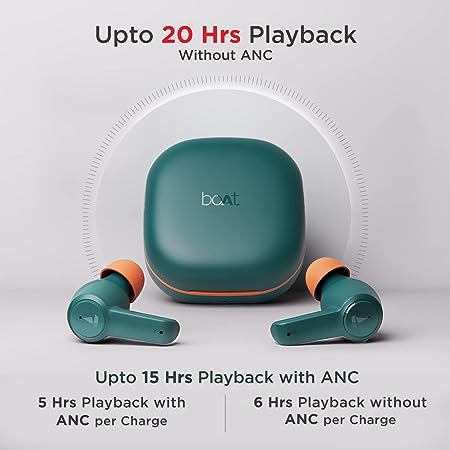 Upto 20 Hrs Playback
Without ANC
boAt
Upto 15 Hrs Playback with ANC
5 Hrs Playback with
ANC per Charge
6 Hrs Playback without
ANC per Charge